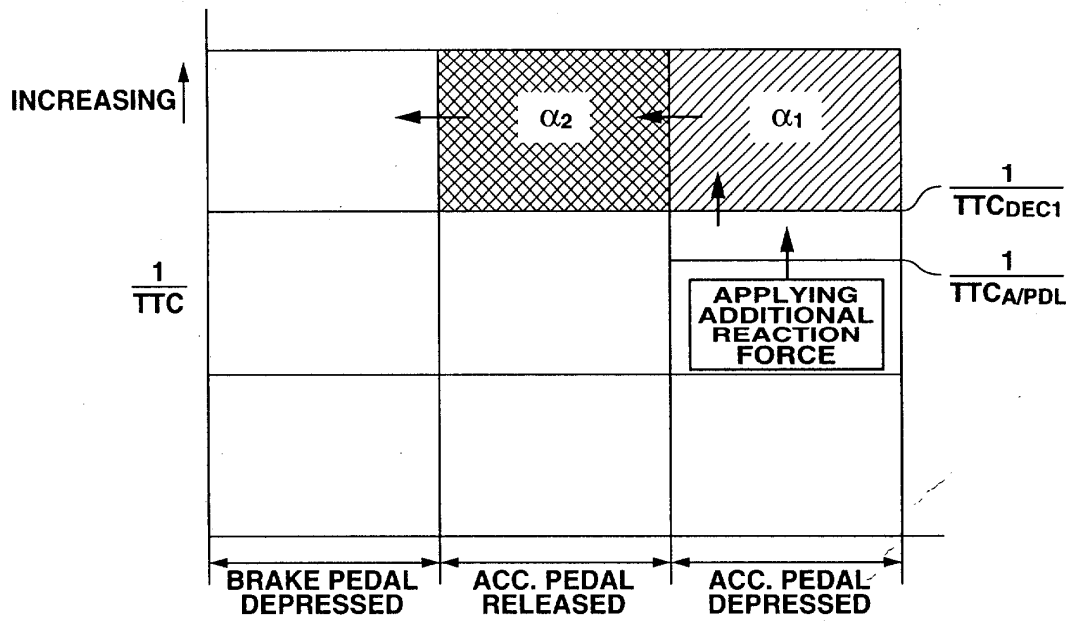 INCREASING
α2
α1
1
TTCDEC1
1
TTC
1
TTCA/PDL
APPLYING
ADDITIONAL
REACTION
FORCE
BRAKE PEDAL
DEPRESSED
ACC. PEDAL
RELEASED
ACC. PEDAL
DEPRESSED